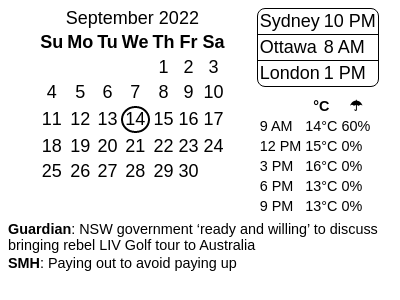 September 2022
Su Mo Tu We Th Fr Sa
1 2 3
4 5 6 7 8 9 10
11 12 13 14 15 16 17
18 19 20 21 22 23 24
25 26 27 28 29 30
Sydney 10 PM
Ottawa 8 AM
London 1 PM
°C ☂
9 AM 14°C 60%
12 PM 15°C 0%
3 PM 16°C 0%
6 PM 13°C 0%
9 PM 13°C 0%
Guardian: NSW government ‘ready and willing’ to discuss
bringing rebel LIV Golf tour to Australia
SMH: Paying out to avoid paying up